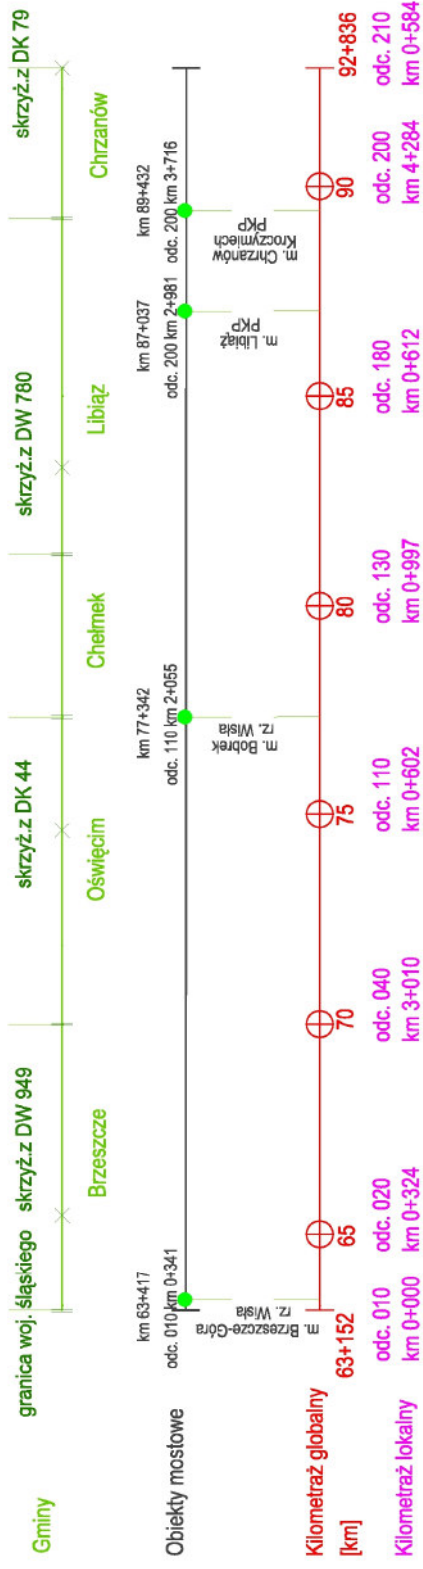 granica woj. śląskiego
skrzyż.z DW 949
skrzyż.z DK 44
skrzyż.z DW 780
skrzyż.z DK 79
Gminy
Brzeszcze
Oświęcim
Chełmek
Libiąż
Chrzanów
km 63+417
odc. 010 km 0+341
km 77+342
odc. 110 km 2+055
km 87+037
odc. 200 km 2+981
km 89+432
odc. 200 km 3+716
Obiekty mostowe
m. Brzeszcze-Góra
rz. Wisła
m. Bobrek
rz. Wisła
m. Libiąż
PKP
m. Chrzanów
Kroczymiech
PKP
Kilometraż globalny
[km]
63+152
65
70
75
80
85
90
92+836
Kilometraż lokalny
odc. 010
km 0+000
odc. 020
km 0+324
odc. 040
km 3+010
odc. 110
km 0+602
odc. 130
km 0+997
odc. 180
km 0+612
odc. 200
km 4+284
odc. 210
km 0+584